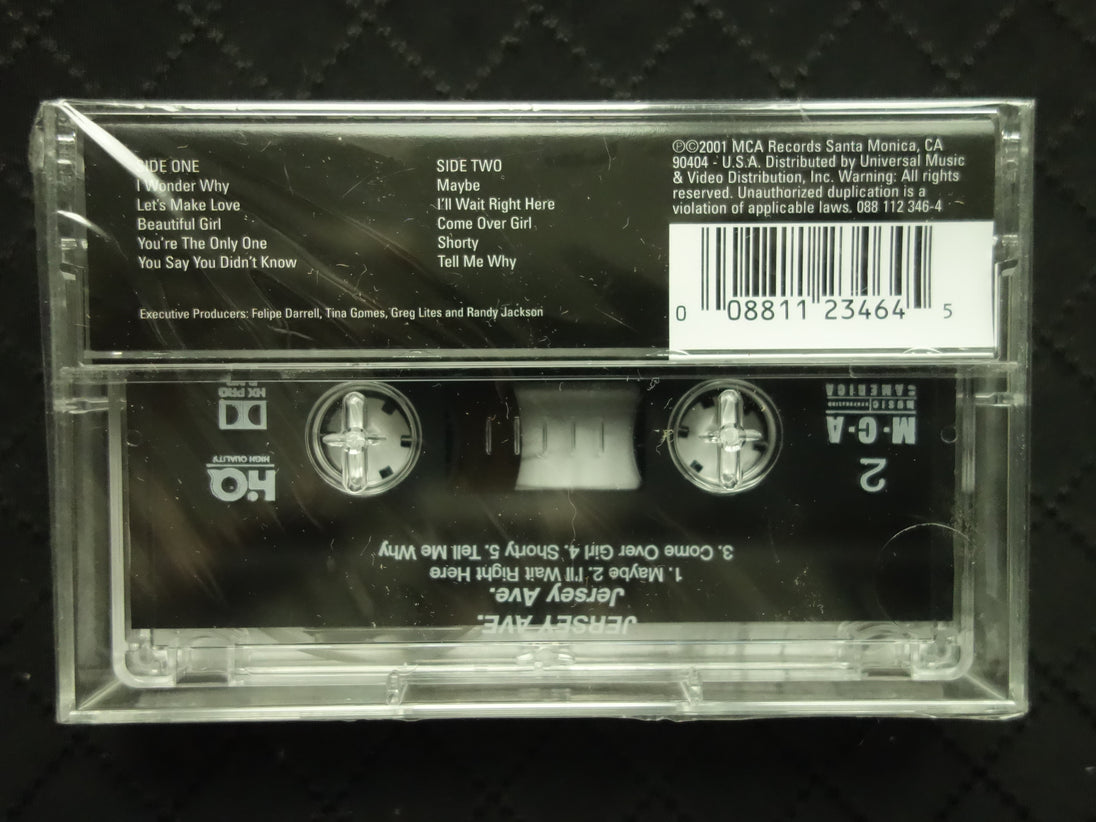 SIDE ONE
I Wonder Why
Let's Make Love
Beautiful Girl
You're The Only One
You Say You Didn't Know
SIDE TWO
Maybe
I'll Wait Right Here
Come Over Girl
Shorty
Tell Me Why
Executive Producers: Felipe Darrell, Tina Gomes, Greg Lites and Randy Jackson
℗©2001 MCA Records Santa Monica, CA
90404 - U.S.A. Distributed by Universal Music
& Video Distribution, Inc. Warning: All rights
reserved. Unauthorized duplication is a
violation of applicable laws. 088 112 346-4
0 08811 23464 5
JERSEY AVE.
Jersey Ave.
1. Maybe 2. I'll Wait Right Here
3. Come Over Girl 4. Shorty 5. Tell Me Why
2
M·C·A
MUSIC
AMERICA
HiQ
HIGH QUALITY
HX PRO